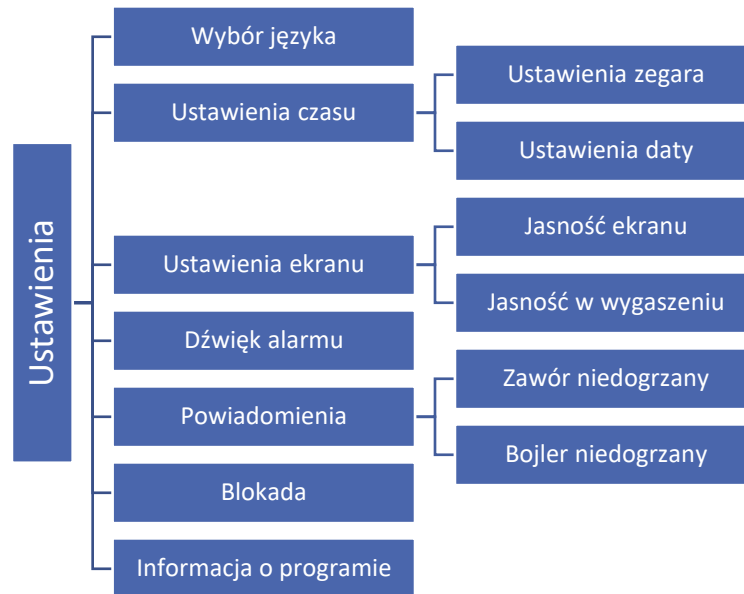 Ustawienia
Wybór języka
Ustawienia czasu
Ustawienia zegara
Ustawienia daty
Ustawienia ekranu
Jasność ekranu
Jasność w wygaszeniu
Dźwięk alarmu
Powiadomienia
Zawór niedogrzany
Bojler niedogrzany
Blokada
Informacja o programie